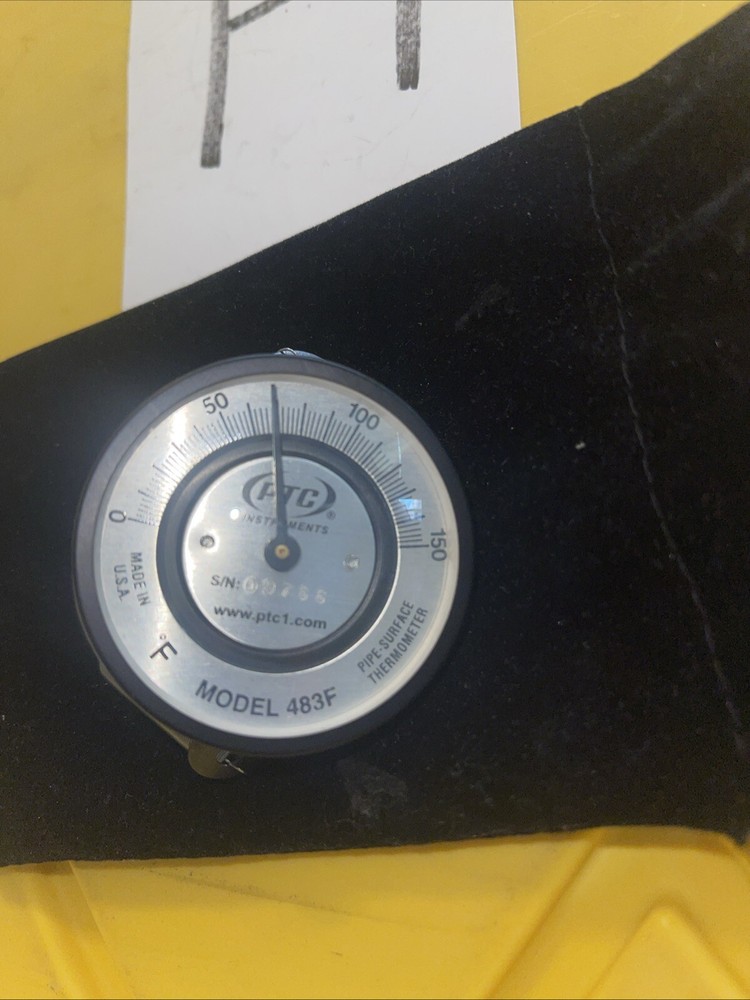 50
100
0
150
PTC®
INSTRUMENTS
MADE IN
U.S.A.
S/N:
www.ptc1.com
°F
PIPE-SURFACE
THERMOMETER
MODEL 483F